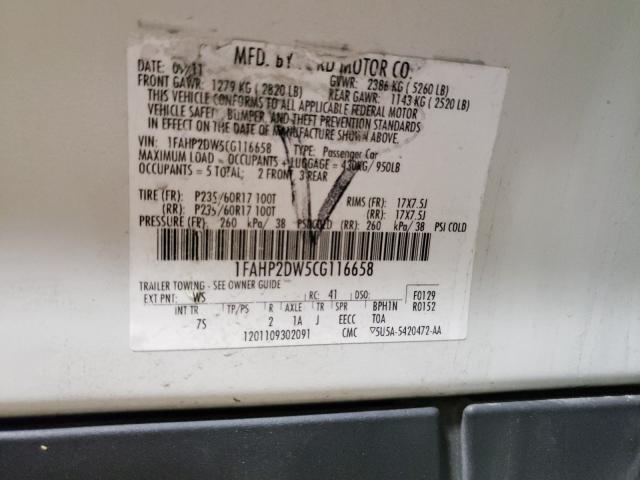 MFD. BY FORD MOTOR CO.
DATE: 09/11 GVWR: 2386 KG (5260 LB)
FRONT GAWR: 1279 KG (2820 LB) REAR GAWR: 1143 KG (2520 LB)
THIS VEHICLE CONFORMS TO ALL APPLICABLE FEDERAL MOTOR
VEHICLE SAFETY, BUMPER, AND THEFT PREVENTION STANDARDS
IN EFFECT ON THE DATE OF MANUFACTURE SHOWN ABOVE.
VIN: 1FAHP2DW5CG116658 TYPE: Passenger Car
MAXIMUM LOAD = OCCUPANTS + LUGGAGE = 430KG/950LB
OCCUPANTS = 5 TOTAL; 2 FRONT, 3 REAR
TIRE (FR): P235/60R17 100T RIMS (FR): 17X7.5J
(RR): P235/60R17 100T (RR): 17X7.5J
PRESSURE (FR): 260 kPa/ 38 PSI COLD (RR): 260 kPa/ 38 PSI COLD
1FAHP2DW5CG116658
TRAILER TOWING - SEE OWNER GUIDE
EXT PNT: WS RC: 41 DSO: F0129
INT TR TP/PS R AXLE TR SPR BPH1N R0152
7S 2 1A J EECC TOA
1201109302091 CMC ▽5U5A-5420472-AA